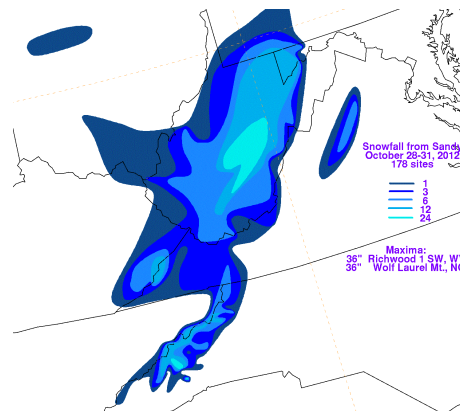 Snowfall from Sandy
October 28-31, 2012
178 sites
1
3
6
12
24
Maxima:
36" Richwood 1 SW, W
36" Wolf Laurel Mt., NC